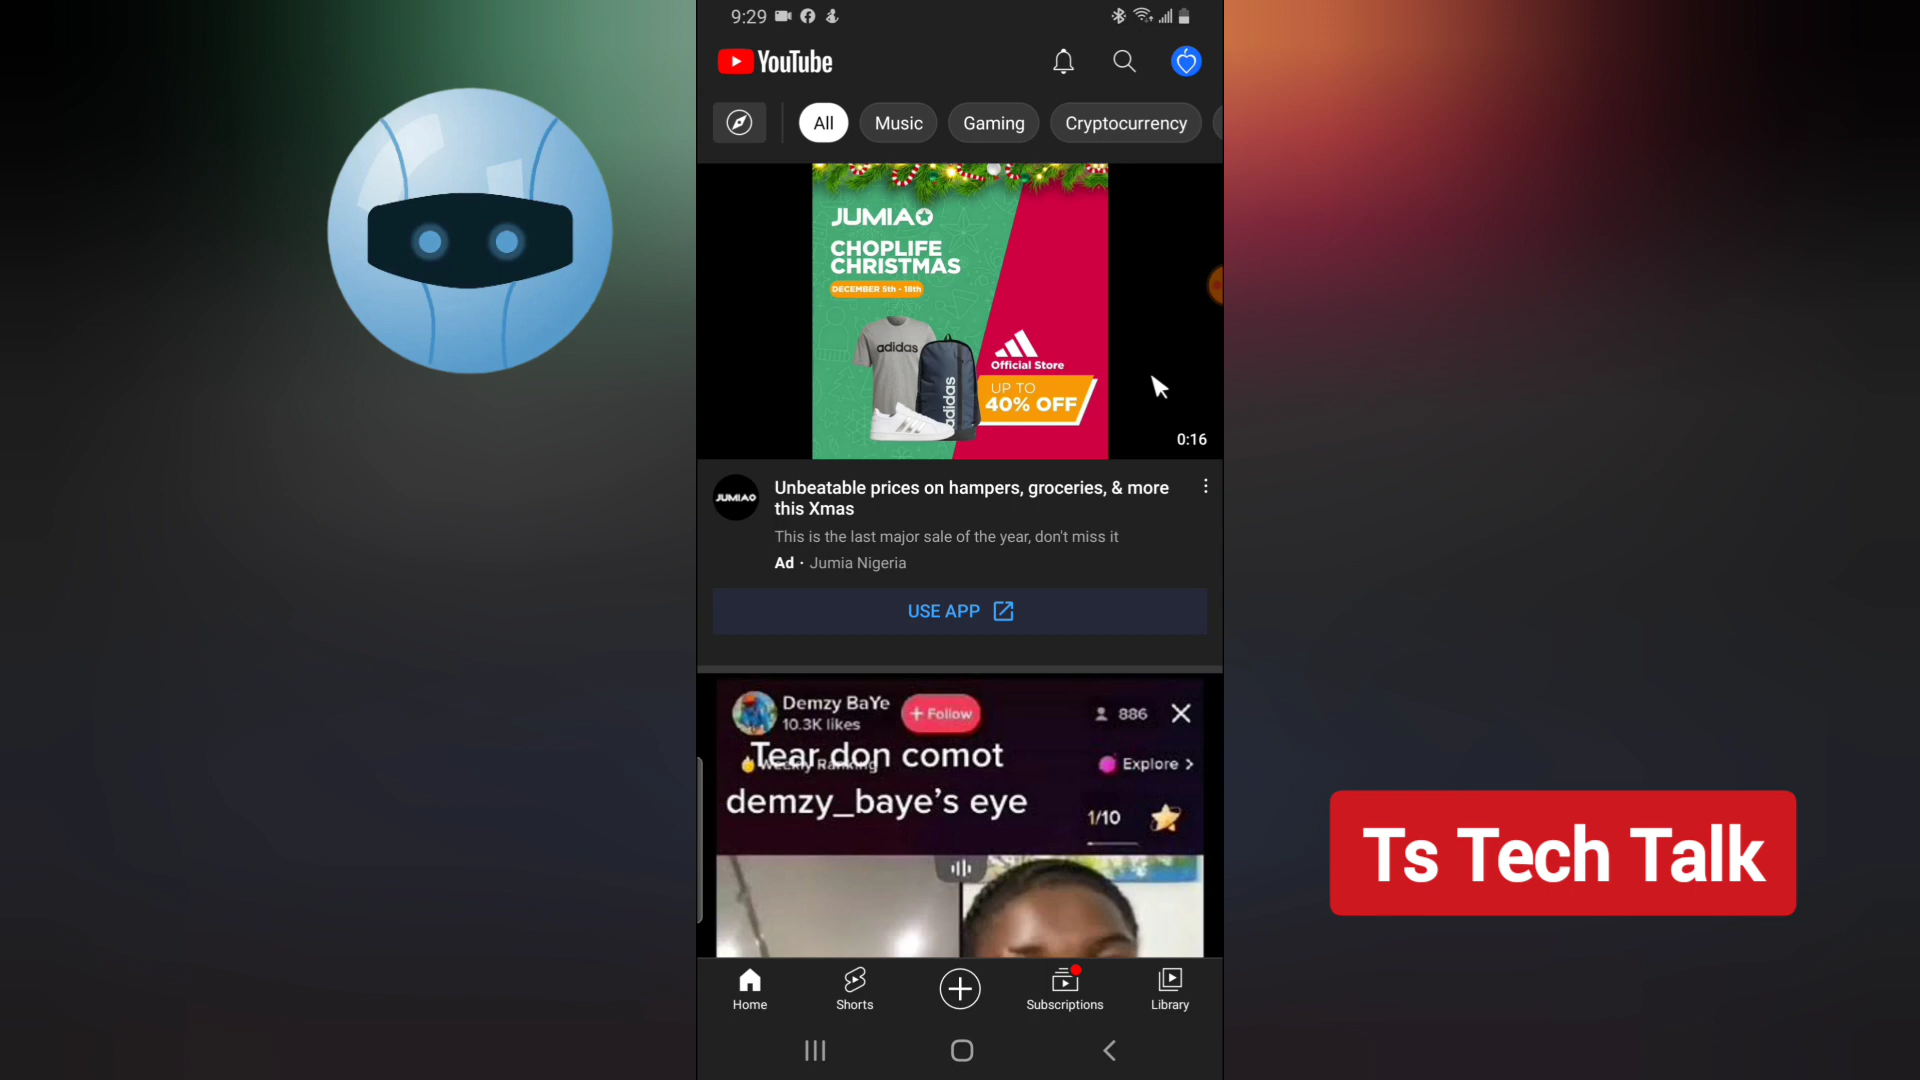 9:29
YouTube
All
Music
Gaming
Cryptocurrency
JUMIA
CHOPLIFE
CHRISTMAS
DECEMBER 5th - 18th
adidas
adidas
Official Store
UP TO
40% OFF
0:16
JUMIA
Unbeatable prices on hampers, groceries, & more
this Xmas
This is the last major sale of the year, don't miss it
Ad · Jumia Nigeria
USE APP
Demzy BaYe
10.3K likes
+ Follow
886
Tear don comot
Weekly Ranking
Explore >
demzy_baye's eye
1/10
Home
Shorts
Subscriptions
Library
Ts Tech Talk